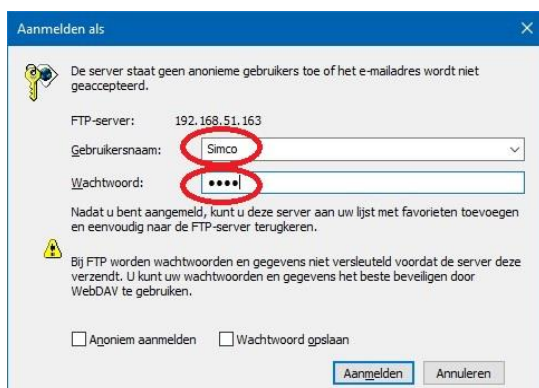 Aanmelden als
De server staat geen anonieme gebruikers toe of het e-mailadres wordt niet
geaccepteerd.
FTP-server: 192.168.51.163
Gebruikersnaam: Simco
Wachtwoord: ••••
Nadat u bent aangemeld, kunt u deze server aan uw lijst met favorieten toevoegen
en eenvoudig naar de FTP-server terugkeren.
Bij FTP worden wachtwoorden en gegevens niet versleuteld voordat de server deze
verzendt. U kunt uw wachtwoorden en gegevens het beste beveiligen door
WebDAV te gebruiken.
Anoniem aanmelden Wachtwoord opslaan
Aanmelden Annuleren